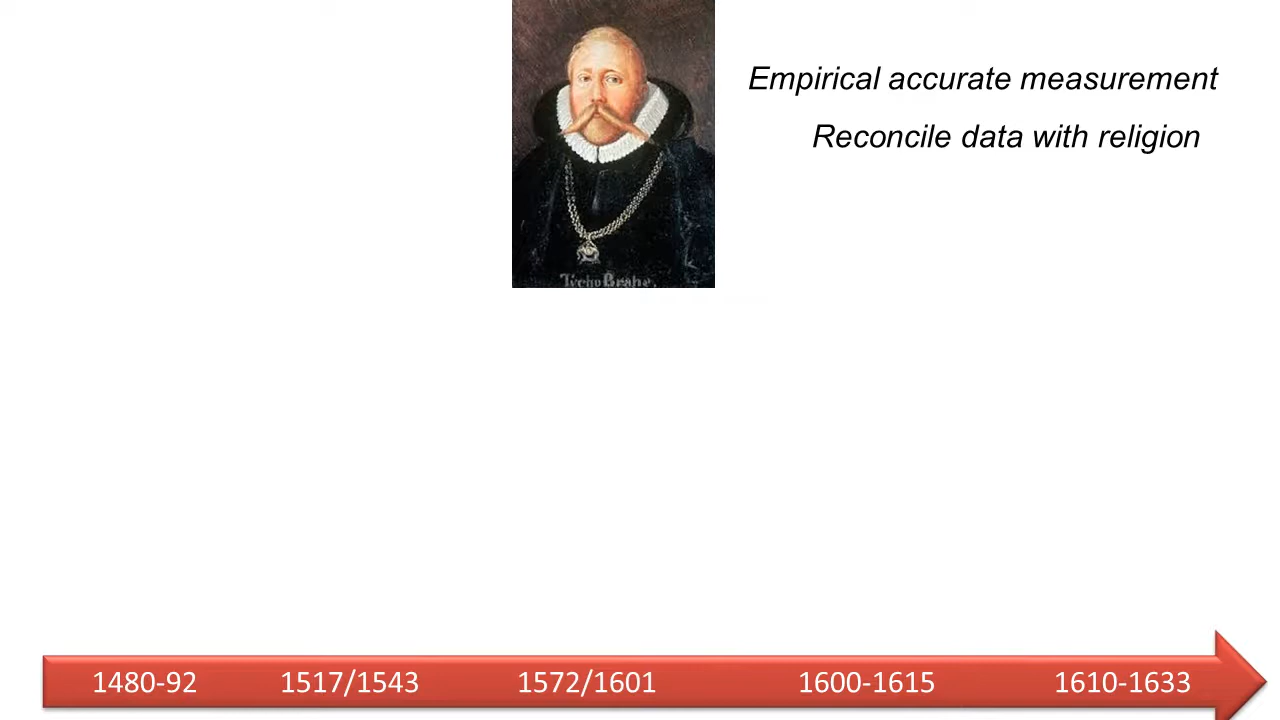 Empirical accurate measurement
Reconcile data with religion
Tycho Brahe.
1480-92 1517/1543 1572/1601 1600-1615 1610-1633